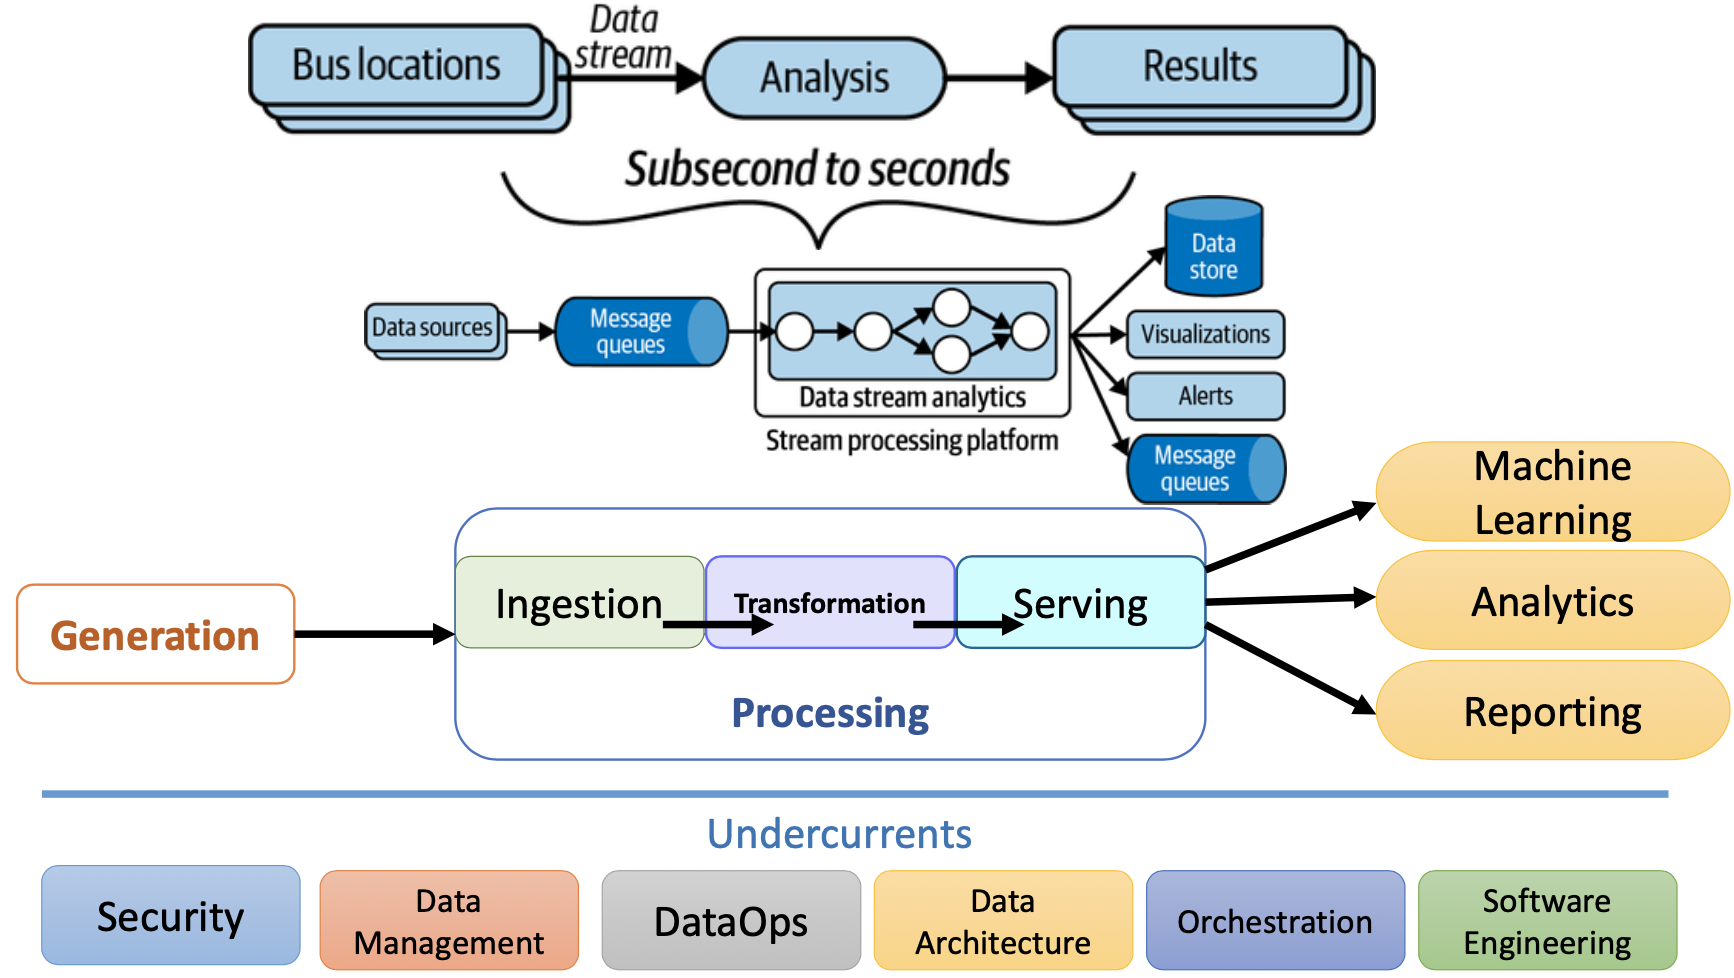 Data
stream
Bus locations
Analysis
Results
Subsecond to seconds
Data
store
Data sources
Message
queues
Visualizations
Data stream analytics
Alerts
Stream processing platform
Message
queues
Machine
Learning
Generation
Ingestion
Transformation
Serving
Analytics
Processing
Reporting
Undercurrents
Security
Data
Management
DataOps
Data
Architecture
Orchestration
Software
Engineering